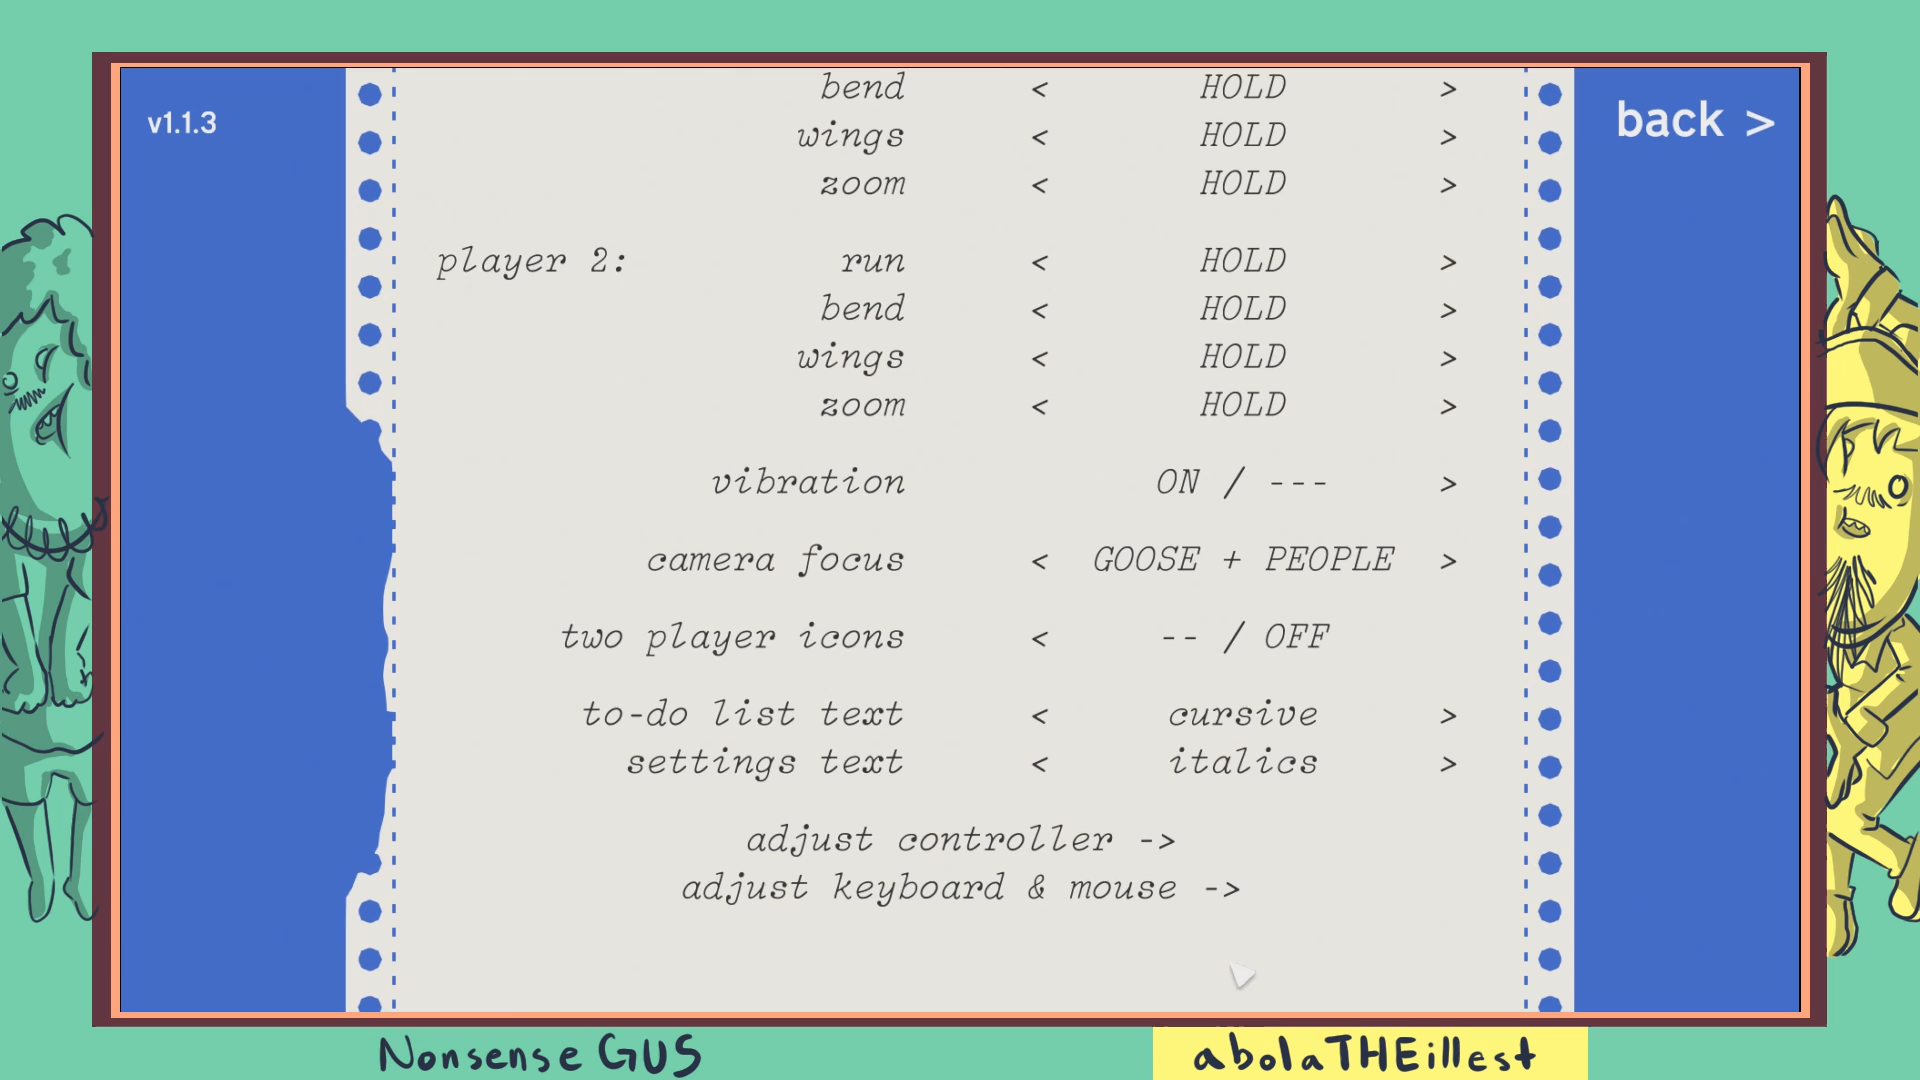 v1.1.3
back >
bend < HOLD >
wings < HOLD >
zoom < HOLD >
player 2: run < HOLD >
bend < HOLD >
wings < HOLD >
zoom < HOLD >
vibration ON / --- >
camera focus < GOOSE + PEOPLE >
two player icons < -- / OFF
to-do list text < cursive >
settings text < italics >
adjust controller ->
adjust keyboard & mouse ->
Nonsense GUS
abolaTHEillest